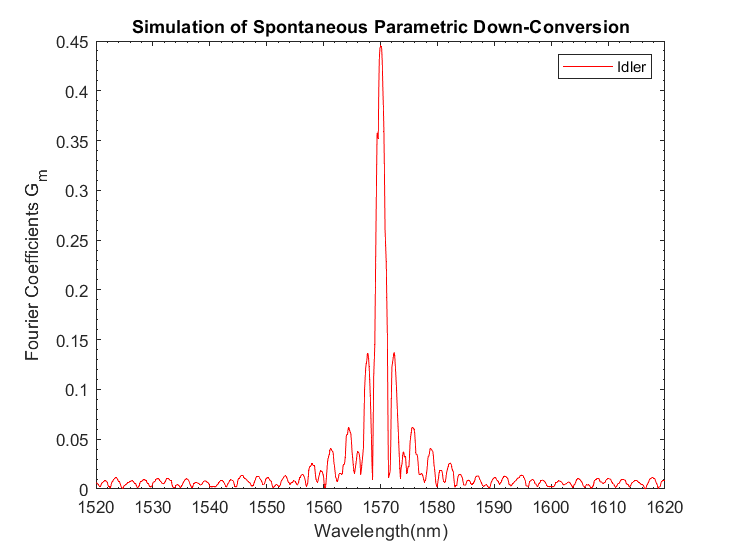 Simulation of Spontaneous Parametric Down-Conversion
Idler
0.45
0.4
0.35
0.3
0.25
0.2
0.15
0.1
0.05
0
Fourier Coefficients Gm
1520 1530 1540 1550 1560 1570 1580 1590 1600 1610 1620
Wavelength(nm)